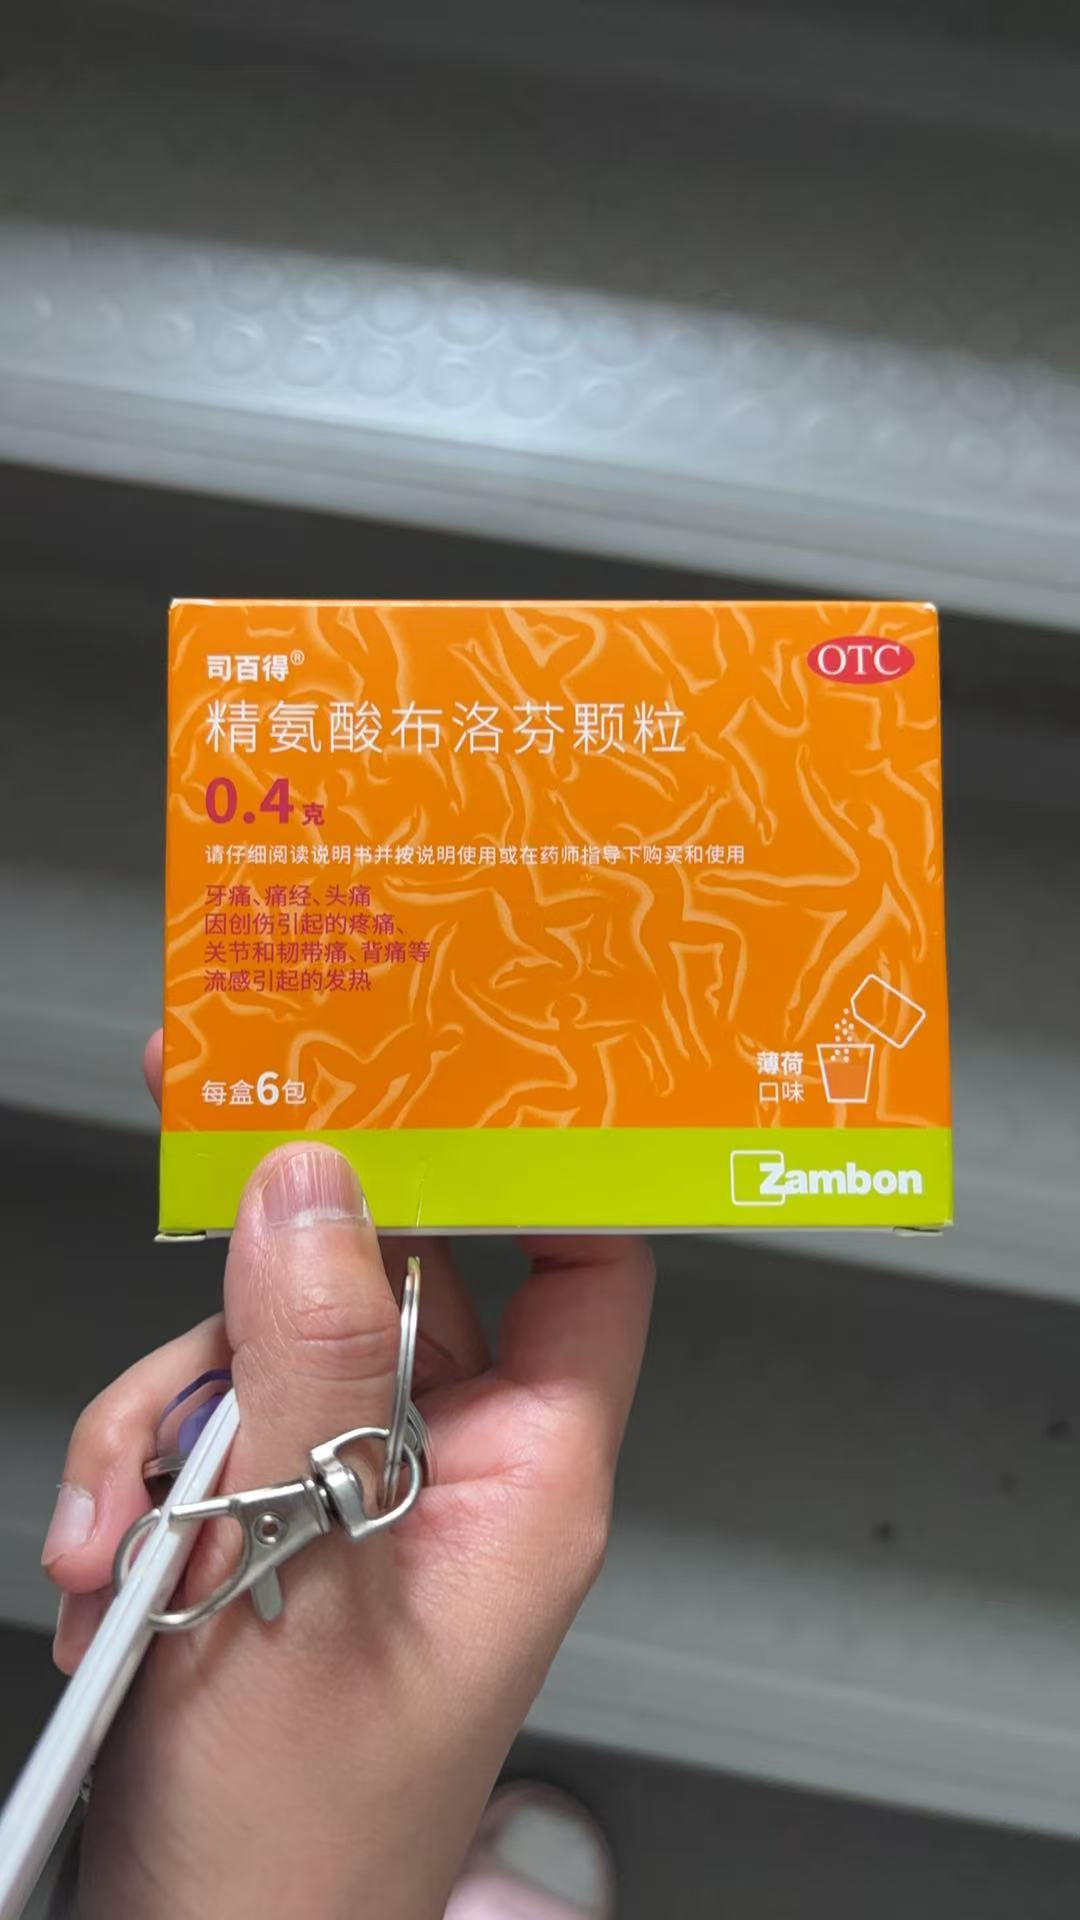 司百得®
OTC
精氨酸布洛芬颗粒
0.4克
请仔细阅读说明书并按说明使用或在药师指导下购买和使用
牙痛、痛经、头痛
因创伤引起的疼痛、
关节和韧带痛、背痛等
流感引起的发热
每盒6包
薄荷
口味
Zambon